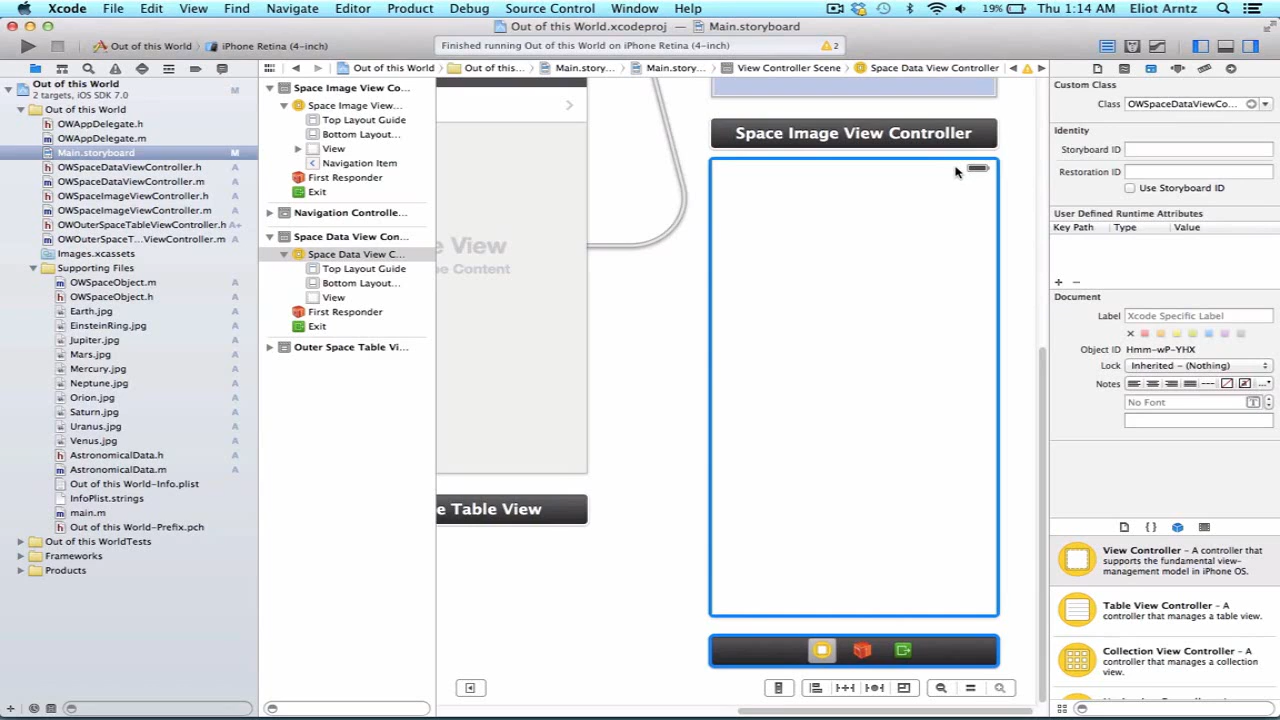 Xcode File Edit View Find Navigate Editor Product Debug Source Control Window Help 19% Thu 1:14 AM Eliot Arntz
Out of this World.xcodeproj — Main.storyboard
Out of this World iPhone Retina (4-inch) Finished running Out of this World on iPhone Retina (4-inch) 2
Out of this World Out of this... Main.story... Main.story... View Controller Scene Space Data View Controller
Out of this World M
2 targets, iOS SDK 7.0
Out of this World
OWAppDelegate.h
OWAppDelegate.m
Main.storyboard M
OWSpaceDataViewController.h A
OWSpaceDataViewController.m A
OWSpaceImageViewController.h A
OWSpaceImageViewController.m A
OWOuterSpaceTableViewController.h A+
OWOuterSpaceT...ViewController.m A
Images.xcassets
Supporting Files
OWSpaceObject.m A
OWSpaceObject.h A
Earth.jpg A
EinsteinRing.jpg A
Jupiter.jpg A
Mars.jpg A
Mercury.jpg A
Neptune.jpg A
Orion.jpg A
Saturn.jpg A
Uranus.jpg A
Venus.jpg A
AstronomicalData.h A
AstronomicalData.m A
Out of this World-Info.plist
InfoPlist.strings
main.m
Out of this World-Prefix.pch
Out of this WorldTests
Frameworks
Products
Space Image View Co...
Space Image View...
Top Layout Guide
Bottom Layout...
View
Navigation Item
First Responder
Exit
Navigation Controlle...
Space Data View Con...
Space Data View C...
Top Layout Guide
Bottom Layout...
View
First Responder
Exit
Outer Space Table Vi...
e View
pe Content
e Table View
Space Image View Controller
Custom Class
Class OWSpaceDataViewCo...
Identity
Storyboard ID
Restoration ID
Use Storyboard ID
User Defined Runtime Attributes
Key Path Type Value
Document
Label Xcode Specific Label
Object ID Hmm-wP-YHX
Lock Inherited - (Nothing)
Notes
No Font
View Controller - A controller that
supports the fundamental view-
management model in iPhone OS.
Table View Controller - A
controller that manages a table view.
Collection View Controller - A
controller that manages a collection
view.